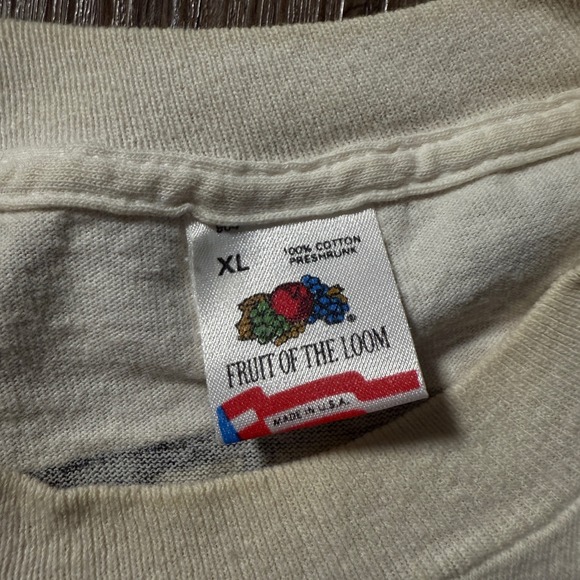 XL
100% COTTON
PRESHRUNK
®
FRUIT OF THE LOOM
MADE IN U.S.A.